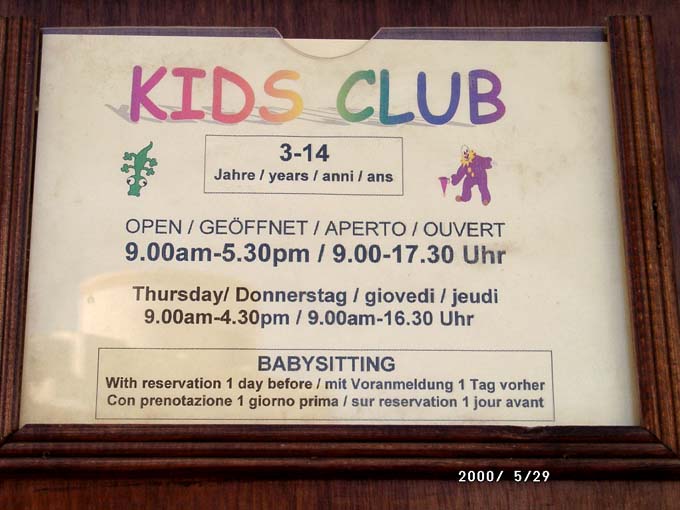 KIDS CLUB
3-14
Jahre / years / anni / ans
OPEN / GEÖFFNET / APERTO / OUVERT
9.00am-5.30pm / 9.00-17.30 Uhr
Thursday/ Donnerstag / giovedi / jeudi
9.00am-4.30pm / 9.00am-16.30 Uhr
BABYSITTING
With reservation 1 day before / mit Voranmeldung 1 Tag vorher
Con prenotazione 1 giorno prima / sur reservation 1 jour avant
2000/ 5/29